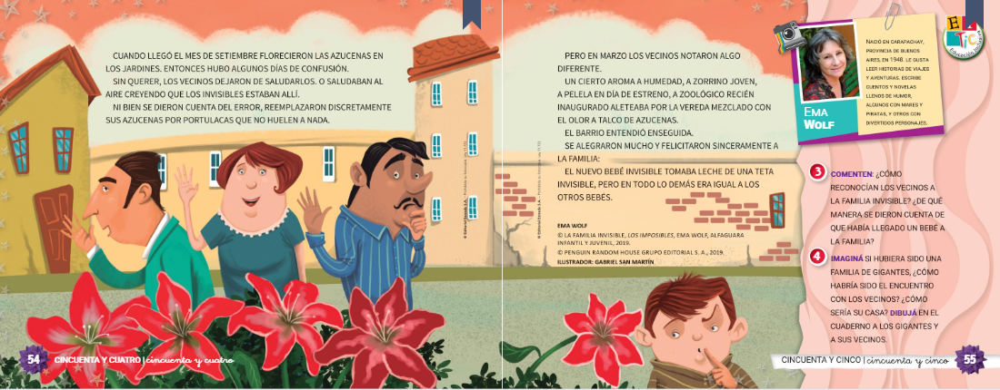 CUANDO LLEGÓ EL MES DE SETIEMBRE FLORECIERON LAS AZUCENAS EN
LOS JARDINES. ENTONCES HUBO ALGUNOS DÍAS DE CONFUSIÓN.
SIN QUERER, LOS VECINOS DEJARON DE SALUDARLOS. O SALUDABAN AL
AIRE CREYENDO QUE LOS INVISIBLES ESTABAN ALLÍ.
NI BIEN SE DIERON CUENTA DEL ERROR, REEMPLAZARON DISCRETAMENTE
SUS AZUCENAS POR PORTULACAS QUE NO HUELEN A NADA.
54
CINCUENTA Y CUATRO | cincuenta y cuatro
PERO EN MARZO LOS VECINOS NOTARON ALGO
DIFERENTE.
UN CIERTO AROMA A HUMEDAD, A ZORRINO JOVEN,
A PELELA EN DÍA DE ESTRENO, A ZOOLÓGICO RECIÉN
INAUGURADO ALETEABA POR LA VEREDA MEZCLADO CON
EL OLOR A TALCO DE AZUCENAS.
EL BARRIO ENTENDIÓ ENSEGUIDA.
SE ALEGRARON MUCHO Y FELICITARON SINCERAMENTE A
LA FAMILIA:
EL NUEVO BEBÉ INVISIBLE TOMABA LECHE DE UNA TETA
INVISIBLE, PERO EN TODO LO DEMÁS ERA IGUAL A LOS
OTROS BEBÉS.
EMA WOLF
© LA FAMILIA INVISIBLE, LOS IMPOSIBLES, EMA WOLF, ALFAGUARA
INFANTIL Y JUVENIL, 2019.
© PENGUIN RANDOM HOUSE GRUPO EDITORIAL S. A., 2019.
ILUSTRADOR: GABRIEL SAN MARTÍN
EMA
WOLF
NACIÓ EN CARAPACHAY,
PROVINCIA DE BUENOS
AIRES, EN 1948. LE GUSTA
LEER HISTORIAS DE VIAJES
Y AVENTURAS. ESCRIBE
CUENTOS Y NOVELAS
LLENOS DE HUMOR,
ALGUNOS CON MARES Y
PIRATAS, Y OTROS CON
DIVERTIDOS PERSONAJES.
3 COMENTEN: ¿CÓMO
RECONOCÍAN LOS VECINOS A
LA FAMILIA INVISIBLE? ¿DE QUÉ
MANERA SE DIERON CUENTA DE
QUE HABÍA LLEGADO UN BEBÉ A
LA FAMILIA?
4 IMAGINÁ SI HUBIERA SIDO UNA
FAMILIA DE GIGANTES, ¿CÓMO
HABRÍA SIDO EL ENCUENTRO
CON LOS VECINOS? ¿CÓMO
SERÍA SU CASA? DIBUJÁ EN EL
CUADERNO A LOS GIGANTES Y
A SUS VECINOS.
CINCUENTA Y CINCO | cincuenta y cinco
55